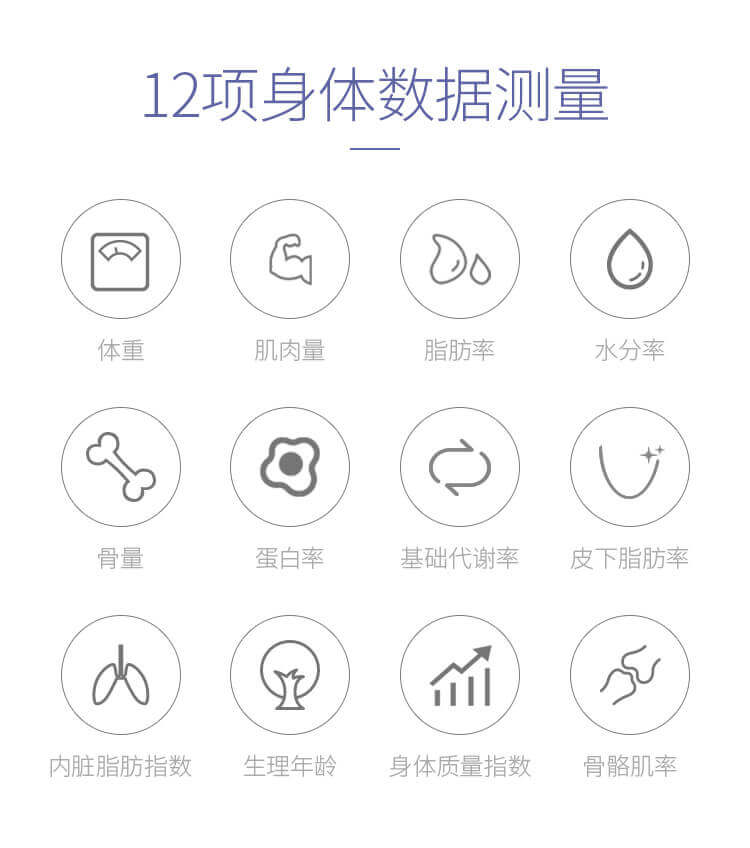 12项身体数据测量
体重
肌肉量
脂肪率
水分率
骨量
蛋白率
基础代谢率
皮下脂肪率
内脏脂肪指数
生理年龄
身体质量指数
骨骼肌率